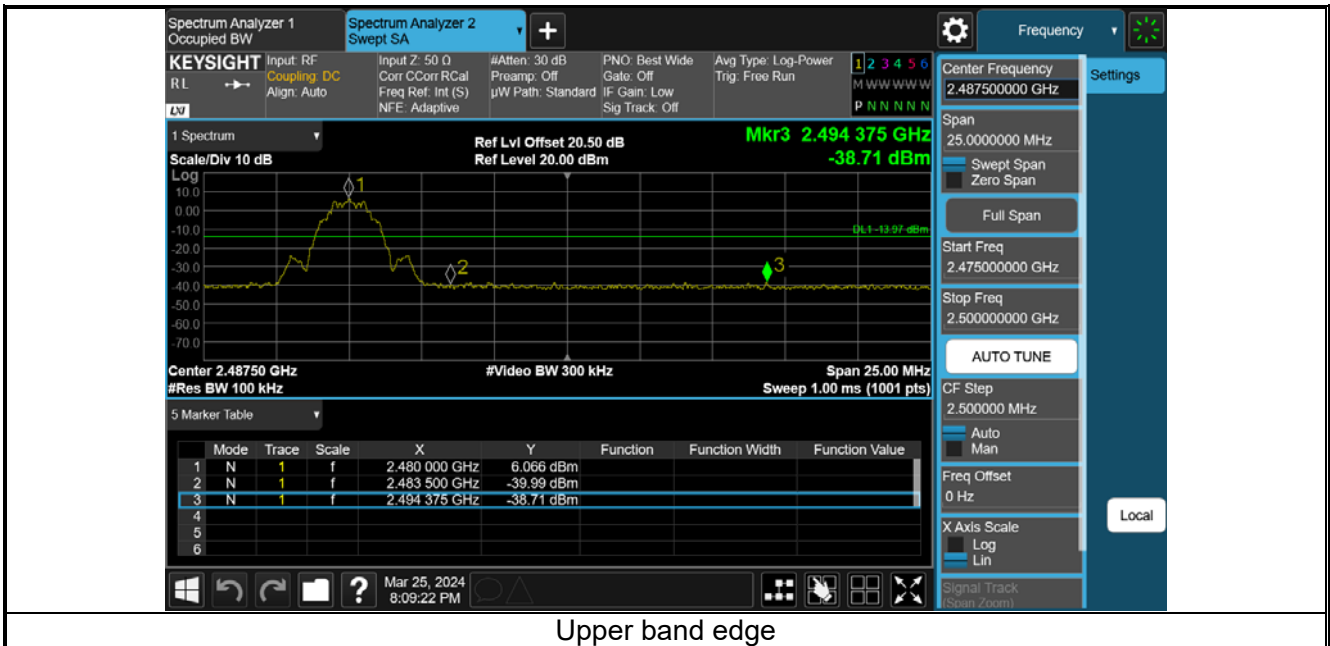 Spectrum Analyzer 1
Occupied BW
Spectrum Analyzer 2
Swept SA
Frequency
KEYSIGHT
RL
LXI
Input: RF
Coupling: DC
Align: Auto
Input Z: 50 Ω
Corr CCorr RCal
Freq Ref: Int (S)
NFE: Adaptive
#Atten: 30 dB
Preamp: Off
µW Path: Standard
PNO: Best Wide
Gate: Off
IF Gain: Low
Sig Track: Off
Avg Type: Log-Power
Trig: Free Run
1 2 3 4 5 6
M W W W W W
P N N N N N
1 Spectrum
Scale/Div 10 dB
Ref Lvl Offset 20.50 dB
Ref Level 20.00 dBm
Mkr3 2.494 375 GHz
-38.71 dBm
Log
10.0
0.00
-10.0
-20.0
-30.0
-40.0
-50.0
-60.0
-70.0
1
2
3
DL1 -13.97 dBm
Center 2.48750 GHz
#Res BW 100 kHz
#Video BW 300 kHz
Span 25.00 MHz
Sweep 1.00 ms (1001 pts)
5 Marker Table
Mode Trace Scale X Y Function Function Width Function Value
1 N 1 f 2.480 000 GHz 6.066 dBm
2 N 1 f 2.483 500 GHz -39.99 dBm
3 N 1 f 2.494 375 GHz -38.71 dBm
4
5
6
Mar 25, 2024
8:09:22 PM
Center Frequency
2.487500000 GHz
Span
25.0000000 MHz
Swept Span
Zero Span
Full Span
Start Freq
2.475000000 GHz
Stop Freq
2.500000000 GHz
AUTO TUNE
CF Step
2.500000 MHz
Auto
Man
Freq Offset
0 Hz
X Axis Scale
Log
Lin
Signal Track
(Span Zoom)
Settings
Local
Upper band edge